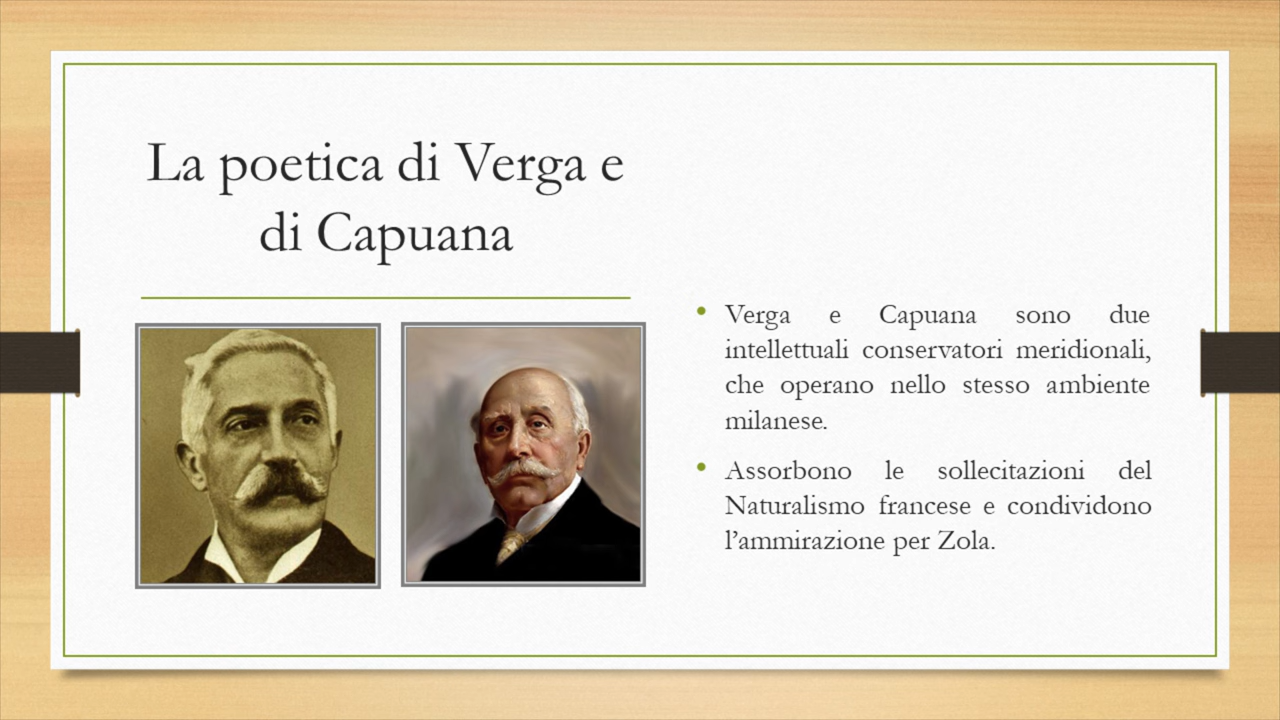 La poetica di Verga e
di Capuana
• Verga e Capuana sono due
intellettuali conservatori meridionali,
che operano nello stesso ambiente
milanese.
• Assorbono le sollecitazioni del
Naturalismo francese e condividono
l’ammirazione per Zola.